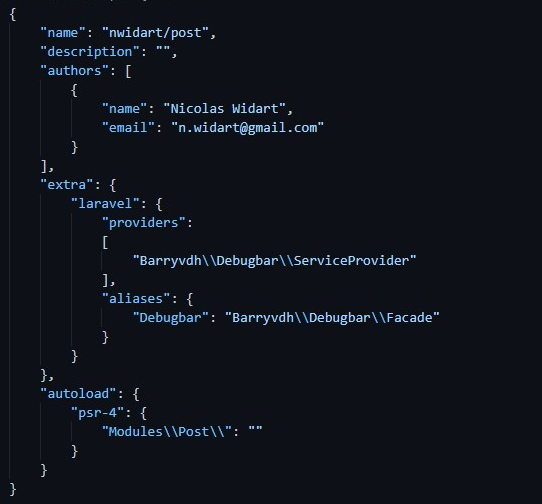 {
    "name": "nwidart/post",
    "description": "",
    "authors": [
        {
            "name": "Nicolas Widart",
            "email": "n.widart@gmail.com"
        }
    ],
    "extra": {
        "laravel": {
            "providers":
            [
                "Barryvdh\\Debugbar\\ServiceProvider"
            ],
            "aliases": {
                "Debugbar": "Barryvdh\\Debugbar\\Facade"
            }
        }
    },
    "autoload": {
        "psr-4": {
            "Modules\\Post\\": ""
        }
    }
}